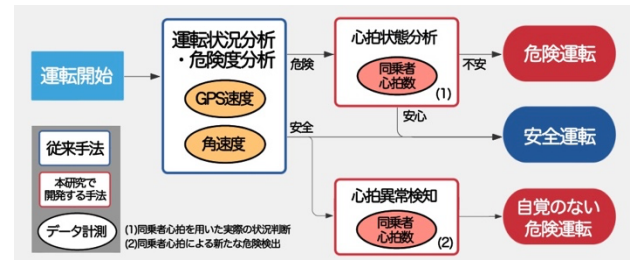 運転開始
運転状況分析
・危険度分析
GPS速度
角速度
危険
安全
心拍状態分析
同乗者
心拍数
(1)
不安
安心
心拍異常検知
同乗者
心拍数
(2)
危険運転
安全運転
自覚のない
危険運転
従来手法
本研究で
開発する手法
データ計測
(1)同乗者心拍を用いた実際の状況判断
(2)同乗者心拍による新たな危険検出